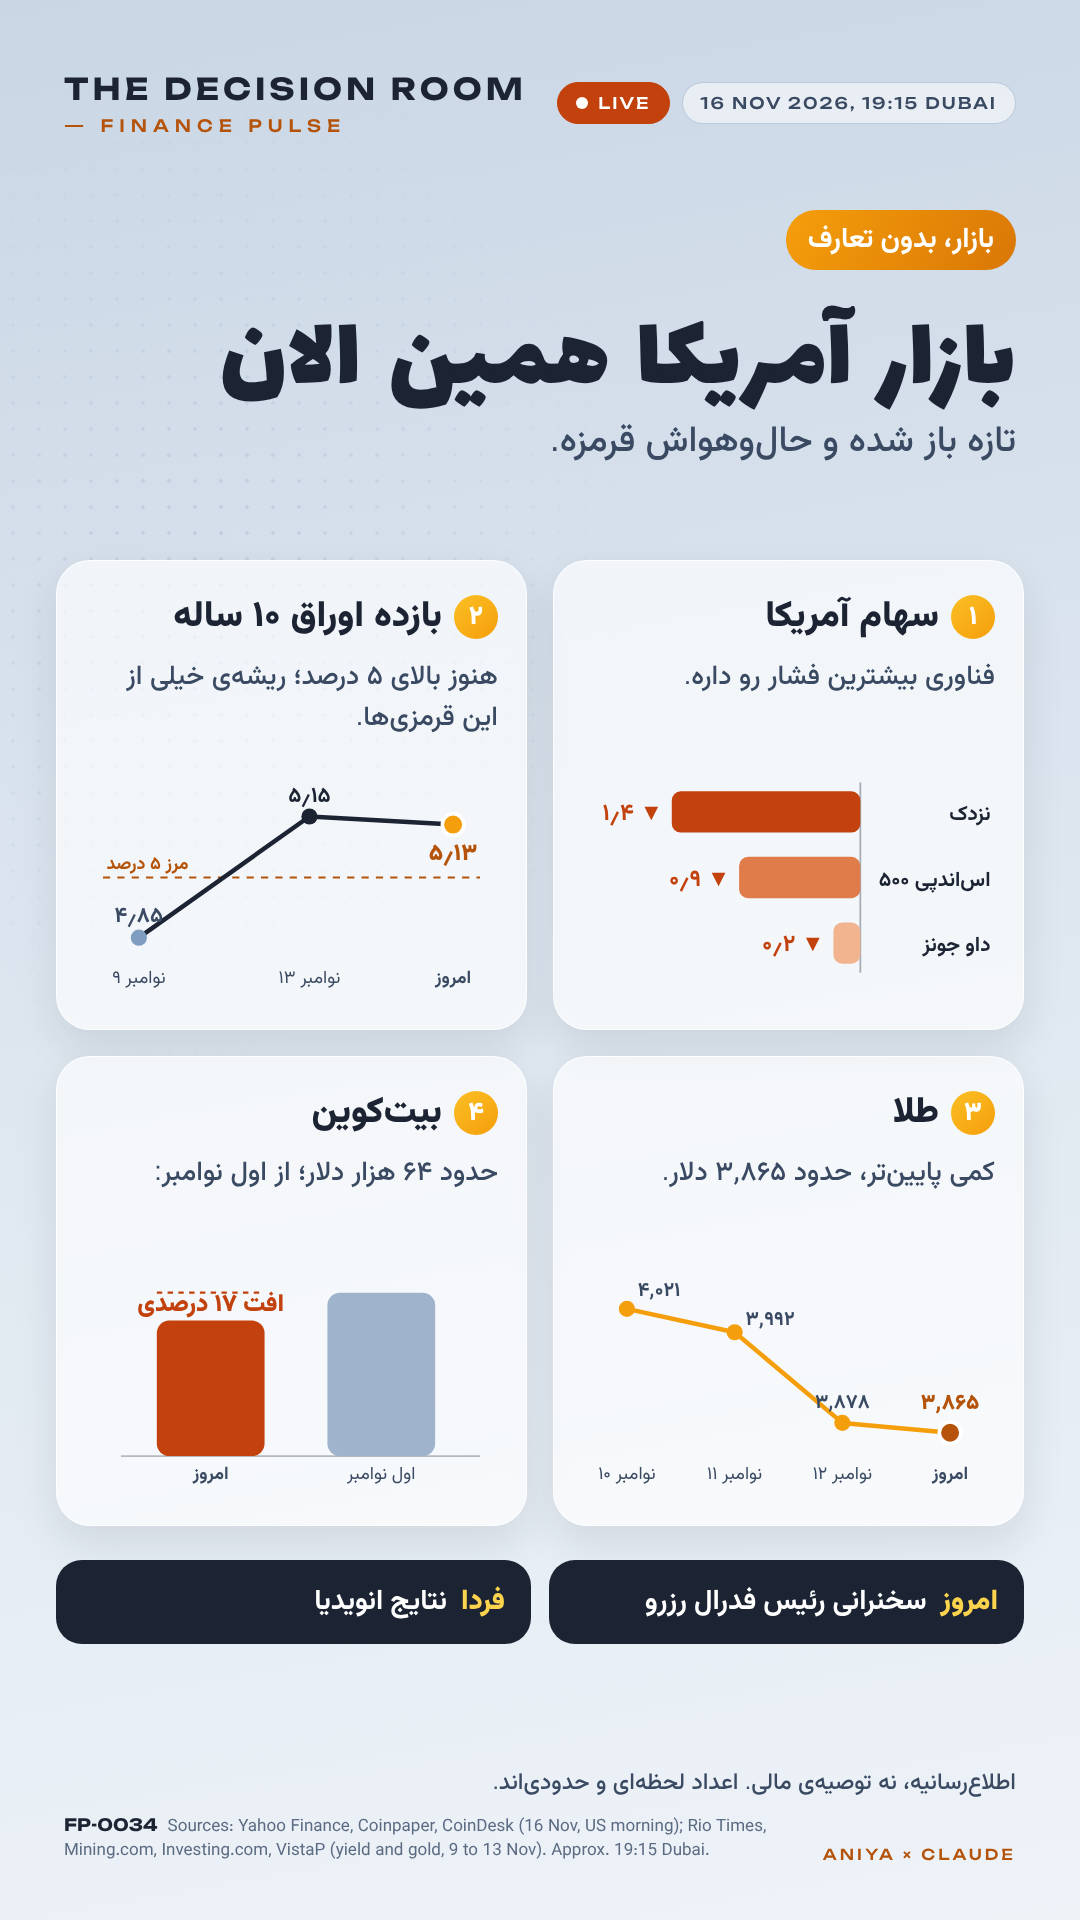 THE DECISION ROOM
— FINANCE PULSE
LIVE
16 NOV 2026, 19:15 DUBAI
بازار، بدون تعارف
بازار آمریکا همین الان
تازه باز شده و حال‌وهواش قرمزه.
۱ سهام آمریکا
فناوری بیشترین فشار رو داره.
نزدک ▼ ۱٫۴
اس‌اندپی ۵۰۰ ▼ ۰٫۹
داو جونز ▼ ۰٫۲
۲ بازده اوراق ۱۰ ساله
هنوز بالای ۵ درصد؛ ریشه‌ی خیلی از
این قرمزی‌ها.
۵٫۱۵
۵٫۱۳
مرز ۵ درصد
۴٫۸۵
امروز
۱۳ نوامبر
۹ نوامبر
۳ طلا
کمی پایین‌تر، حدود ۳,۸۶۵ دلار.
۴,۰۲۱
۳,۹۹۲
۳,۸۷۸
۳,۸۶۵
۱۰ نوامبر
۱۱ نوامبر
۱۲ نوامبر
امروز
۴ بیت‌کوین
حدود ۶۴ هزار دلار؛ از اول نوامبر:
افت ۱۷ درصدی
اول نوامبر
امروز
امروز سخنرانی رئیس فدرال رزرو
فردا نتایج انویدیا
اطلاع‌رسانیه، نه توصیه‌ی مالی. اعداد لحظه‌ای و حدودی‌اند.
FP-0034 Sources: Yahoo Finance, Coinpaper, CoinDesk (16 Nov, US morning); Rio Times,
Mining.com, Investing.com, VistaP (yield and gold, 9 to 13 Nov). Approx. 19:15 Dubai.
ANIYA × CLAUDE